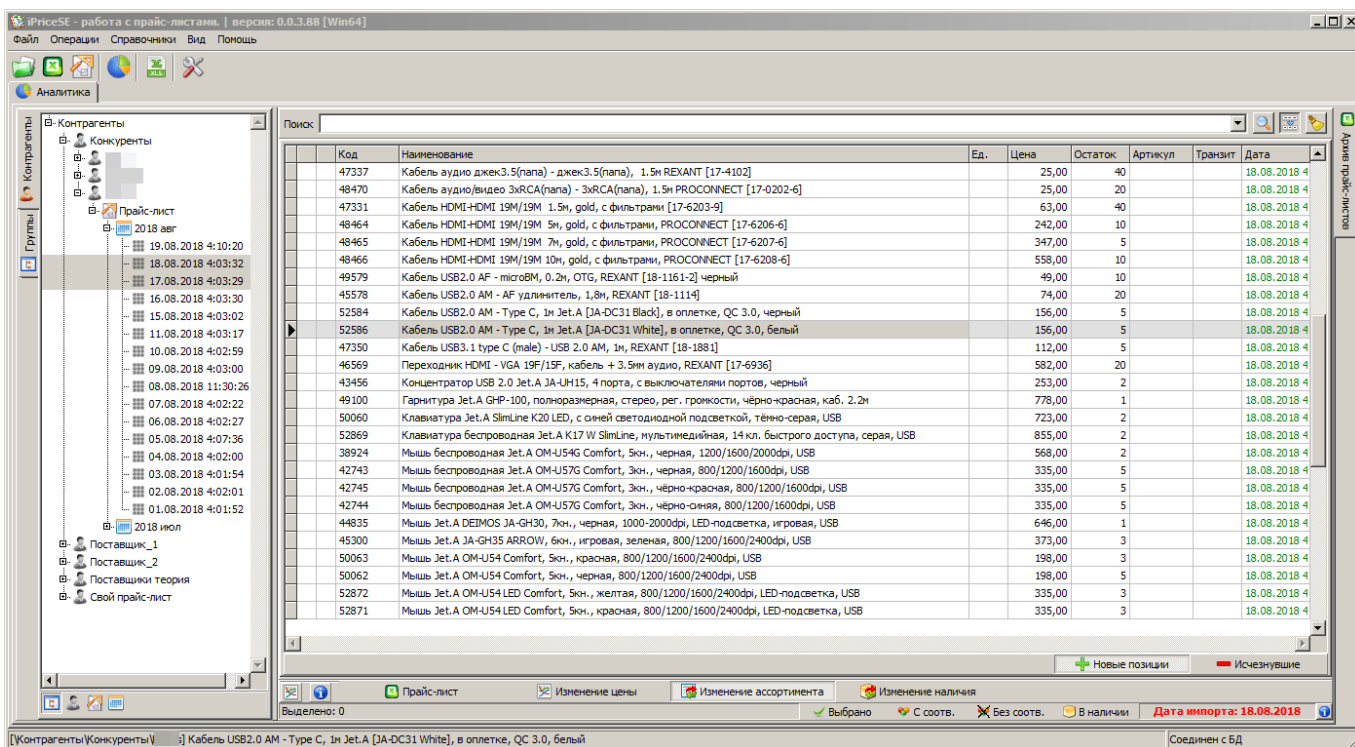 iPriceSE - работа с прайс-листами. | версия: 0.0.3.88 [Win64]
Файл Операции Справочники Вид Помощь
Аналитика
Контрагенты
Группы
Контрагенты
Конкуренты
Прайс-лист
2018 авг
19.08.2018 4:10:20
18.08.2018 4:03:32
17.08.2018 4:03:29
16.08.2018 4:03:30
15.08.2018 4:03:02
11.08.2018 4:03:17
10.08.2018 4:02:59
09.08.2018 4:03:00
08.08.2018 11:30:26
07.08.2018 4:02:22
06.08.2018 4:02:27
05.08.2018 4:07:36
04.08.2018 4:02:00
03.08.2018 4:01:54
02.08.2018 4:02:01
01.08.2018 4:01:52
2018 июл
Поставщик_1
Поставщик_2
Поставщики теория
Свой прайс-лист
Поиск
Код Наименование Ед. Цена Остаток Артикул Транзит Дата
47337 Кабель аудио джек3.5(папа) - джек3.5(папа), 1.5м REXANT [17-4102] 25,00 40 18.08.2018 4
48470 Кабель аудио/видео 3xRCA(папа) - 3xRCA(папа), 1.5м PROCONNECT [17-0202-6] 25,00 20 18.08.2018 4
47331 Кабель HDMI-HDMI 19M/19M 1.5м, gold, с фильтрами [17-6203-9] 63,00 40 18.08.2018 4
48464 Кабель HDMI-HDMI 19M/19M 5м, gold, с фильтрами, PROCONNECT [17-6206-6] 242,00 10 18.08.2018 4
48465 Кабель HDMI-HDMI 19M/19M 7м, gold, с фильтрами, PROCONNECT [17-6207-6] 347,00 5 18.08.2018 4
48466 Кабель HDMI-HDMI 19M/19M 10м, gold, с фильтрами, PROCONNECT [17-6208-6] 558,00 10 18.08.2018 4
49579 Кабель USB2.0 AF - microBM, 0.2м, OTG, REXANT [18-1161-2] черный 49,00 10 18.08.2018 4
45578 Кабель USB2.0 AM - AF удлинитель, 1,8м, REXANT [18-1114] 74,00 20 18.08.2018 4
52584 Кабель USB2.0 AM - Type C, 1м Jet.A [JA-DC31 Black], в оплетке, QC 3.0, черный 156,00 5 18.08.2018 4
52586 Кабель USB2.0 AM - Type C, 1м Jet.A [JA-DC31 White], в оплетке, QC 3.0, белый 156,00 5 18.08.2018 4
47350 Кабель USB3.1 type C (male) - USB 2.0 AM, 1м, REXANT [18-1881] 112,00 5 18.08.2018 4
46569 Переходник HDMI - VGA 19F/15F, кабель + 3.5мм аудио, REXANT [17-6936] 582,00 20 18.08.2018 4
43456 Концентратор USB 2.0 Jet.A JA-UH15, 4 порта, с выключателями портов, черный 253,00 2 18.08.2018 4
49100 Гарнитура Jet.A GHP-100, полноразмерная, стерео, рег. громкости, чёрно-красная, каб. 2.2м 778,00 1 18.08.2018 4
50060 Клавиатура Jet.A SlimLine K20 LED, с синей светодиодной подсветкой, тёмно-серая, USB 723,00 2 18.08.2018 4
52869 Клавиатура беспроводная Jet.A K17 W SlimLine, мультимедийная, 14 кл. быстрого доступа, серая, USB 855,00 2 18.08.2018 4
38924 Мышь беспроводная Jet.A OM-U54G Comfort, 5кн., черная, 1200/1600/2000dpi, USB 568,00 2 18.08.2018 4
42743 Мышь беспроводная Jet.A OM-U57G Comfort, 3кн., черная, 800/1200/1600dpi, USB 335,00 5 18.08.2018 4
42745 Мышь беспроводная Jet.A OM-U57G Comfort, 3кн., чёрно-красная, 800/1200/1600dpi, USB 335,00 5 18.08.2018 4
42744 Мышь беспроводная Jet.A OM-U57G Comfort, 3кн., чёрно-синяя, 800/1200/1600dpi, USB 335,00 5 18.08.2018 4
44835 Мышь Jet.A DEIMOS JA-GH30, 7кн., черная, 1000-2000dpi, LED-подсветка, игровая, USB 646,00 1 18.08.2018 4
45300 Мышь Jet.A JA-GH35 ARROW, 6кн., игровая, зеленая, 800/1200/1600/2400dpi, USB 373,00 3 18.08.2018 4
50063 Мышь Jet.A OM-U54 Comfort, 5кн., красная, 800/1200/1600/2400dpi, USB 198,00 3 18.08.2018 4
50062 Мышь Jet.A OM-U54 Comfort, 5кн., черная, 800/1200/1600/2400dpi, USB 198,00 5 18.08.2018 4
52872 Мышь Jet.A OM-U54 LED Comfort, 5кн., желтая, 800/1200/1600/2400dpi, LED-подсветка, USB 335,00 3 18.08.2018 4
52871 Мышь Jet.A OM-U54 LED Comfort, 5кн., красная, 800/1200/1600/2400dpi, LED-подсветка, USB 335,00 3 18.08.2018 4
Архив прайс-листов
Новые позиции Исчезнувшие
Прайс-лист Изменение цены Изменение ассортимента Изменение наличия
Выделено: 0 Выбрано С соотв. Без соотв. В наличии Дата импорта: 18.08.2018
[\Контрагенты\Конкуренты\ ] Кабель USB2.0 AM - Type C, 1м Jet.A [JA-DC31 White], в оплетке, QC 3.0, белый Соединен с БД